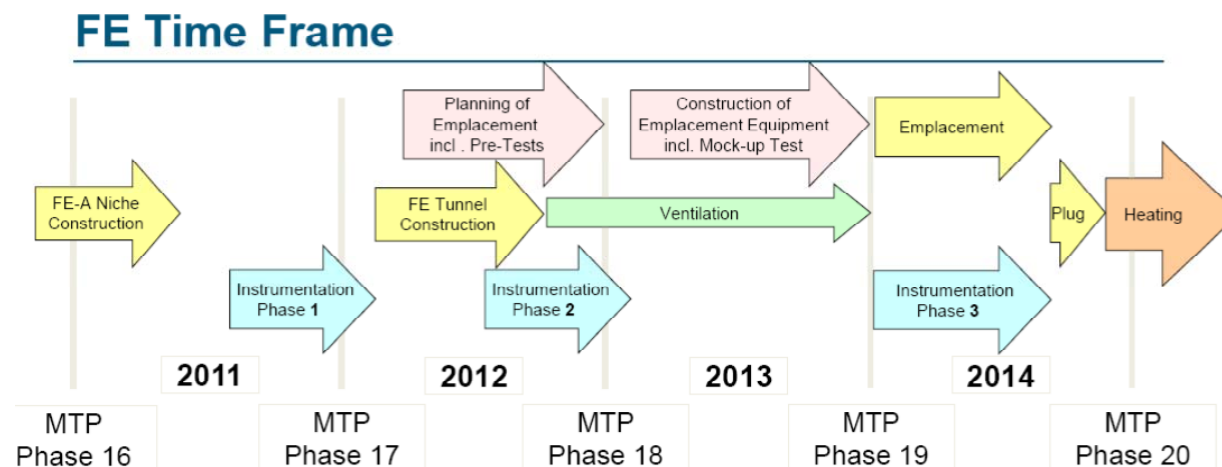 FE Time Frame
Planning of
Emplacement
incl . Pre-Tests
Construction of
Emplacement Equipment
incl. Mock-up Test
Emplacement
FE-A Niche
Construction
FE Tunnel
Construction
Ventilation
Plug
Heating
Instrumentation
Phase 1
Instrumentation
Phase 2
Instrumentation
Phase 3
2011
2012
2013
2014
MTP
Phase 16
MTP
Phase 17
MTP
Phase 18
MTP
Phase 19
MTP
Phase 20